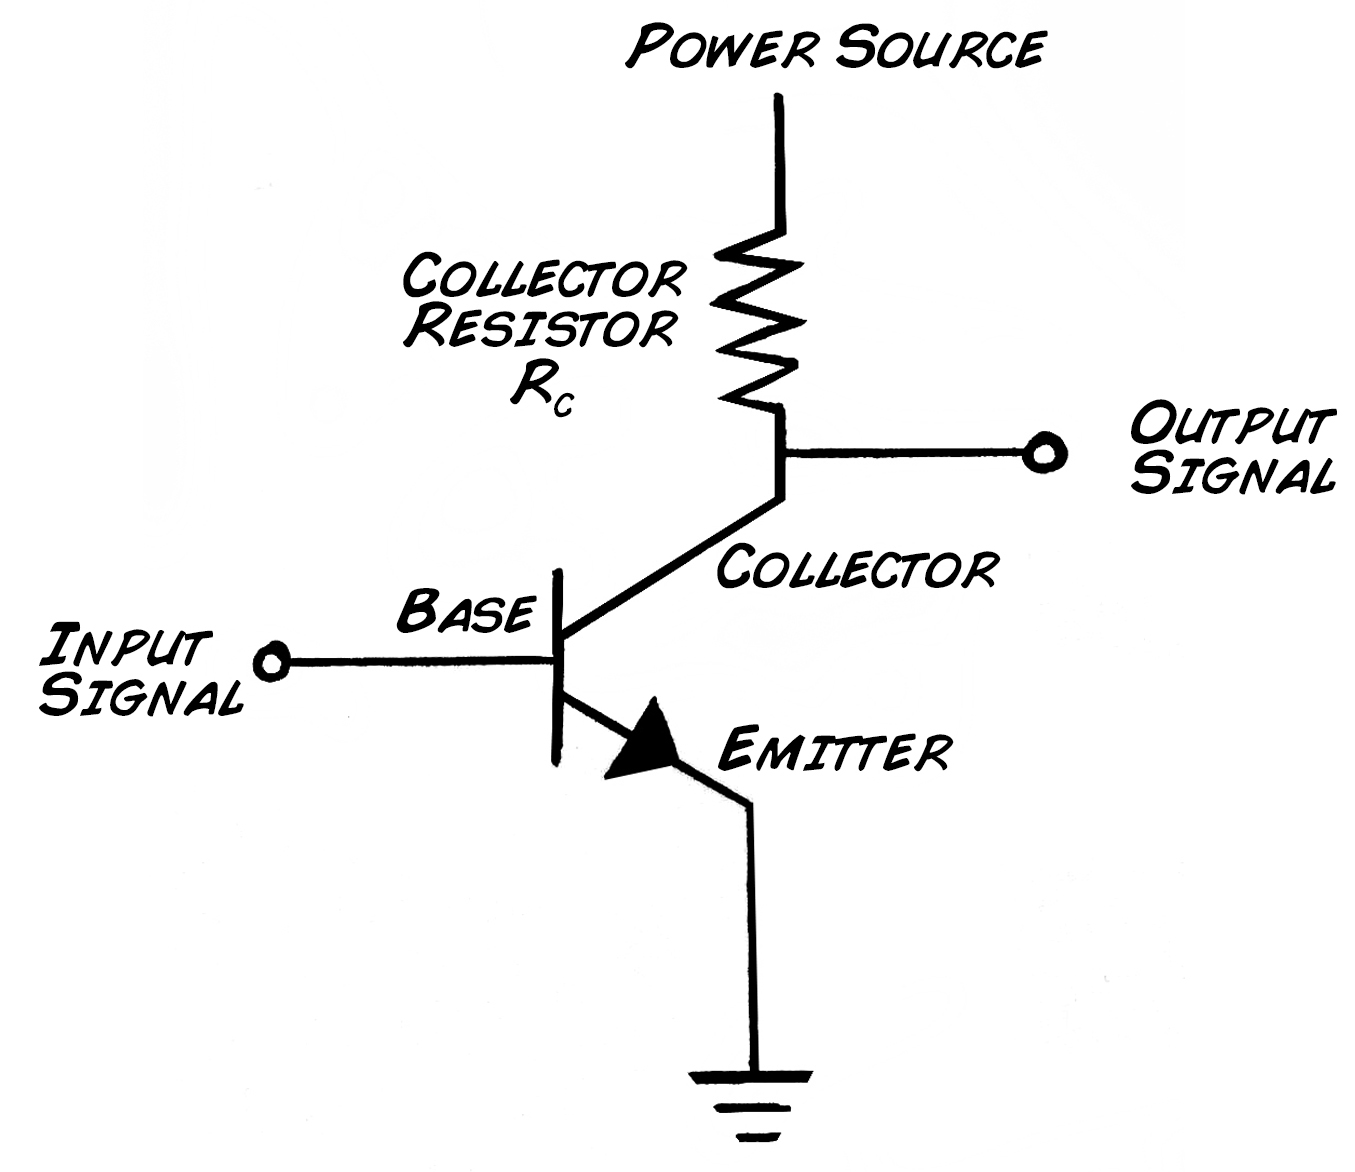 POWER SOURCE
COLLECTOR
RESISTOR
RC
OUTPUT
SIGNAL
COLLECTOR
BASE
INPUT
SIGNAL
EMITTER